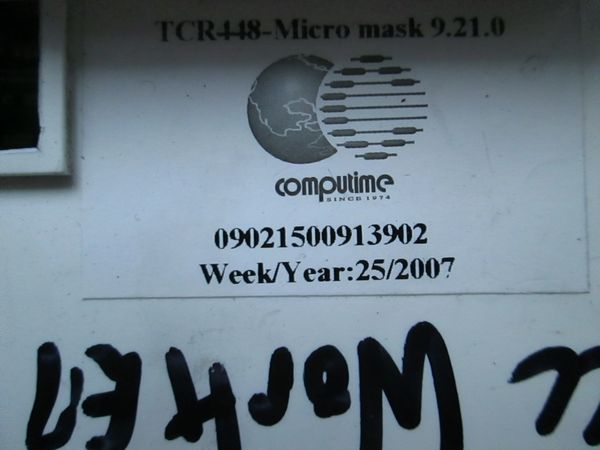 TCR448-Micro mask 9.21.0
computime
SINCE 1974
09021500913902
Week/Year:25/2007